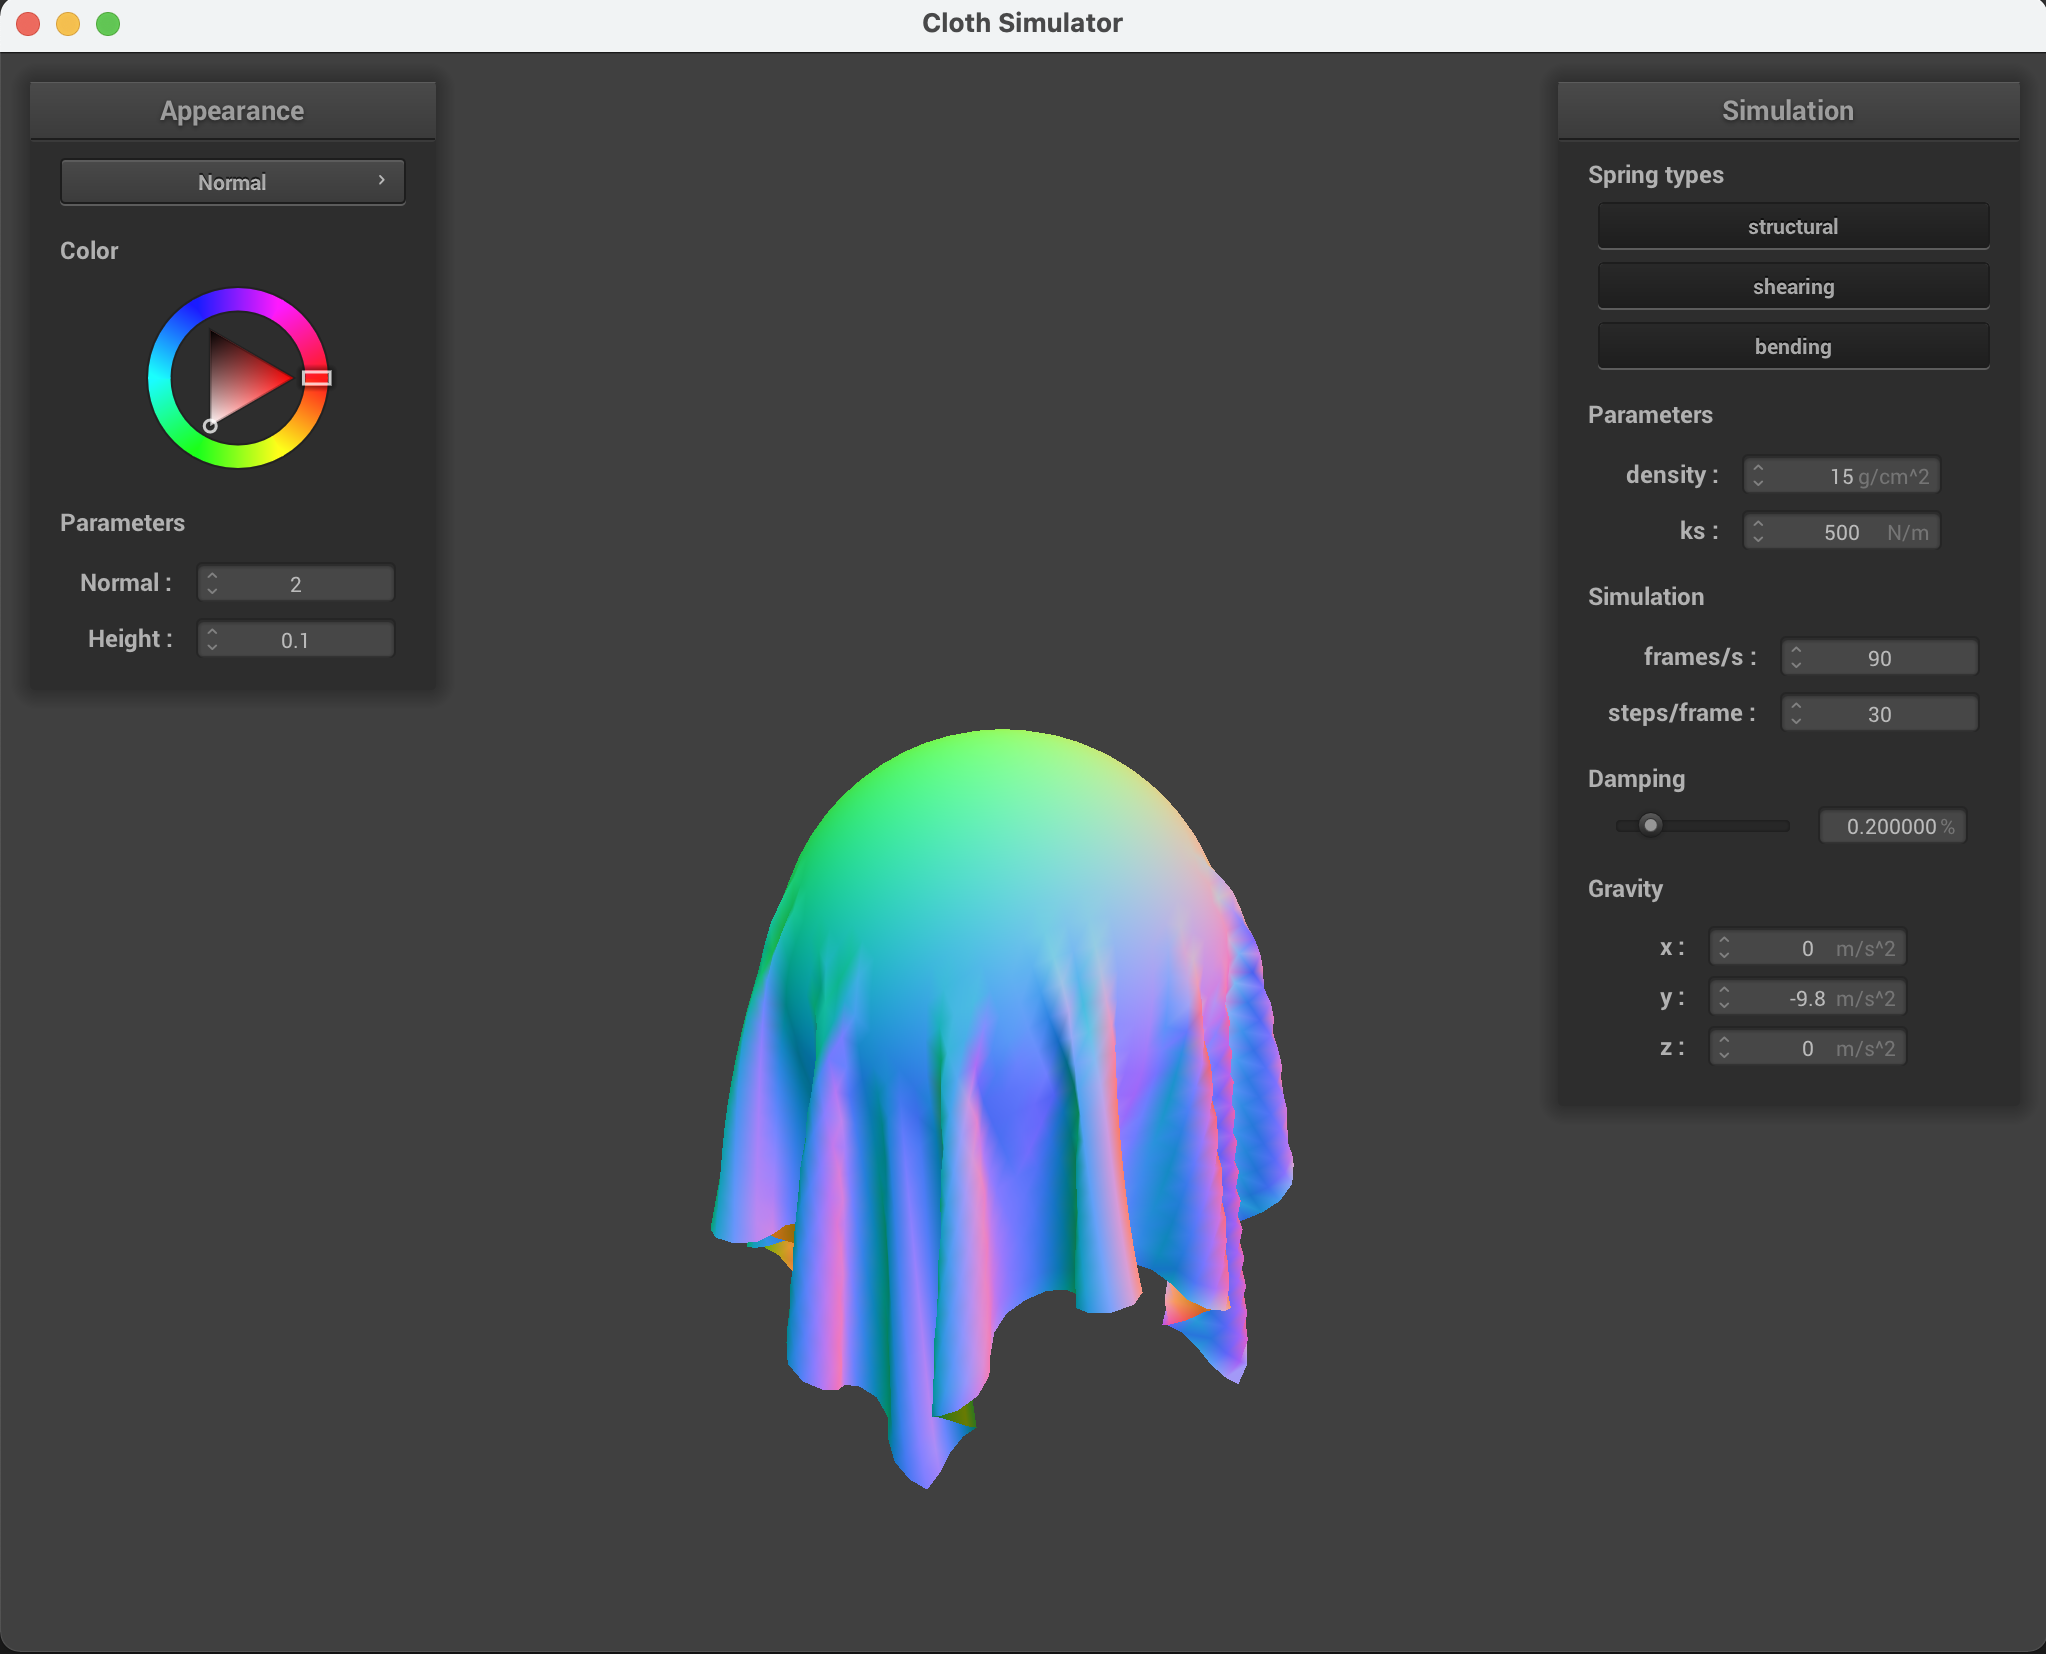 Cloth Simulator
Appearance
Normal
Color
Parameters
Normal : 2
Height : 0.1
Simulation
Spring types
structural
shearing
bending
Parameters
density : 15 g/cm^2
ks : 500 N/m
Simulation
frames/s : 90
steps/frame : 30
Damping
0.200000 %
Gravity
x : 0 m/s^2
y : -9.8 m/s^2
z : 0 m/s^2